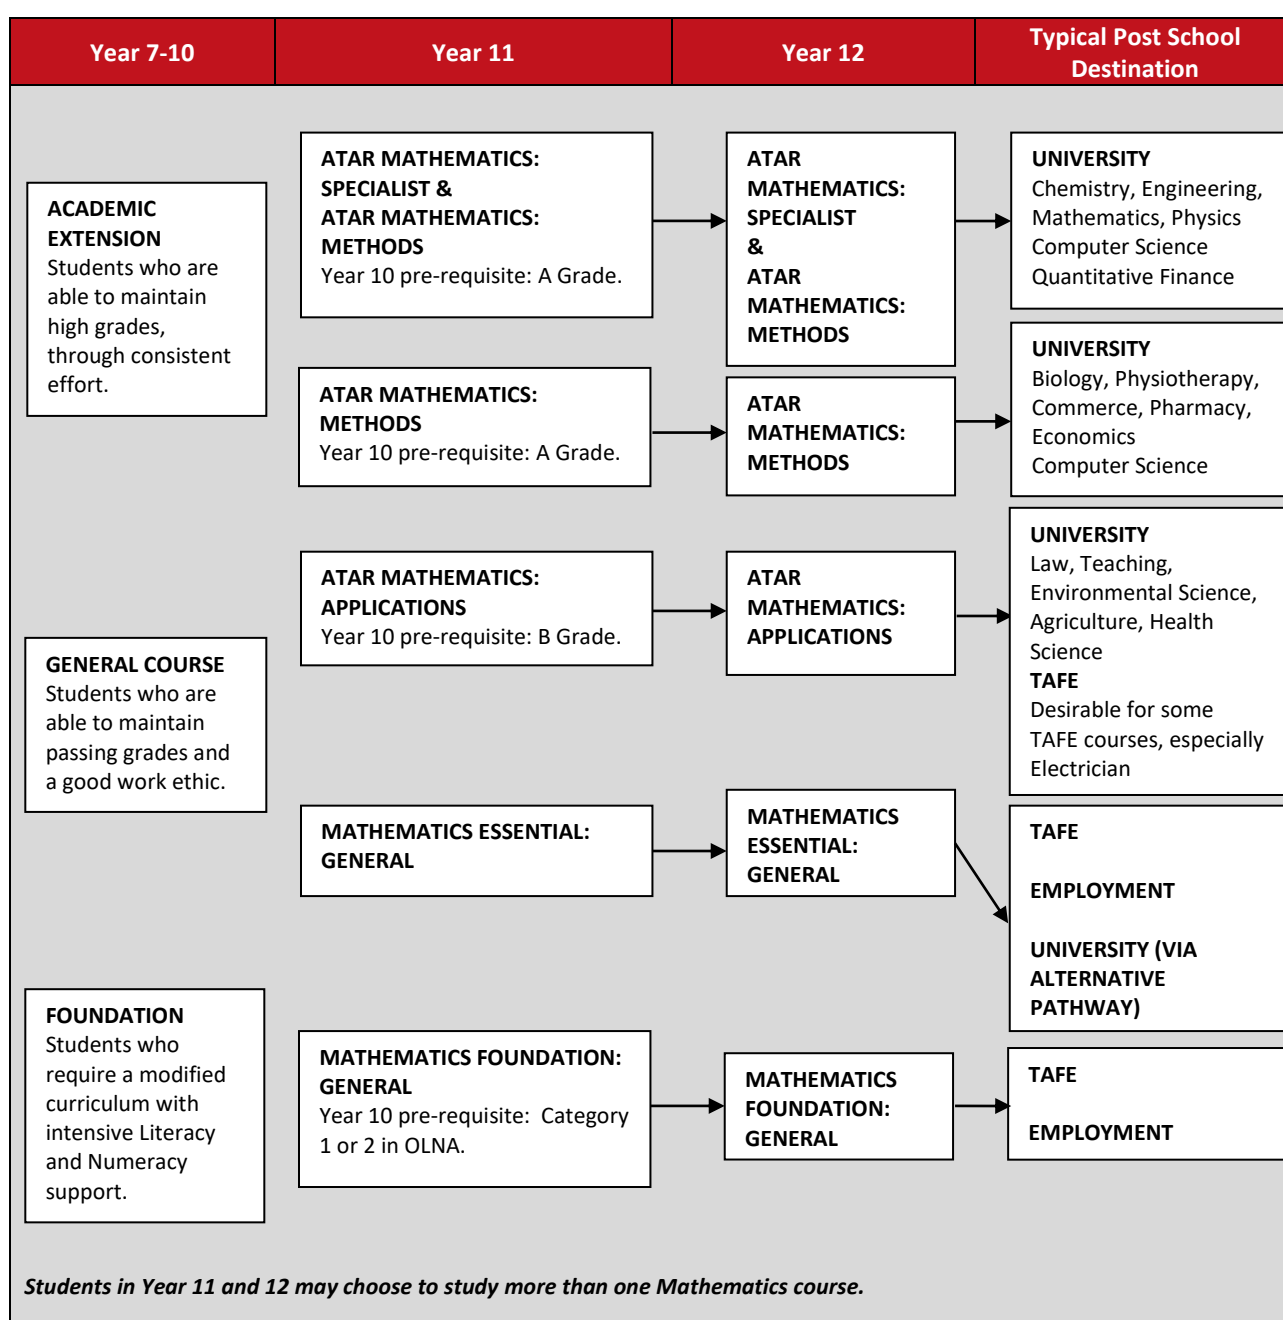 Year 7-10
Year 11
Year 12
Typical Post School
Destination
ACADEMIC
EXTENSION
Students who are
able to maintain
high grades,
through consistent
effort.
ATAR MATHEMATICS:
SPECIALIST &
ATAR MATHEMATICS:
METHODS
Year 10 pre-requisite: A Grade.
ATAR
MATHEMATICS:
SPECIALIST
&
ATAR
MATHEMATICS:
METHODS
UNIVERSITY
Chemistry, Engineering,
Mathematics, Physics
Computer Science
Quantitative Finance
ATAR MATHEMATICS:
METHODS
Year 10 pre-requisite: A Grade.
ATAR
MATHEMATICS:
METHODS
UNIVERSITY
Biology, Physiotherapy,
Commerce, Pharmacy,
Economics
Computer Science
GENERAL COURSE
Students who are
able to maintain
passing grades and
a good work ethic.
ATAR MATHEMATICS:
APPLICATIONS
Year 10 pre-requisite: B Grade.
ATAR
MATHEMATICS:
APPLICATIONS
UNIVERSITY
Law, Teaching,
Environmental Science,
Agriculture, Health
Science
TAFE
Desirable for some
TAFE courses, especially
Electrician
MATHEMATICS ESSENTIAL:
GENERAL
MATHEMATICS
ESSENTIAL:
GENERAL
TAFE
EMPLOYMENT
UNIVERSITY (VIA
ALTERNATIVE
PATHWAY)
FOUNDATION
Students who
require a modified
curriculum with
intensive Literacy
and Numeracy
support.
MATHEMATICS FOUNDATION:
GENERAL
Year 10 pre-requisite:  Category
1 or 2 in OLNA.
MATHEMATICS
FOUNDATION:
GENERAL
TAFE
EMPLOYMENT
Students in Year 11 and 12 may choose to study more than one Mathematics course.